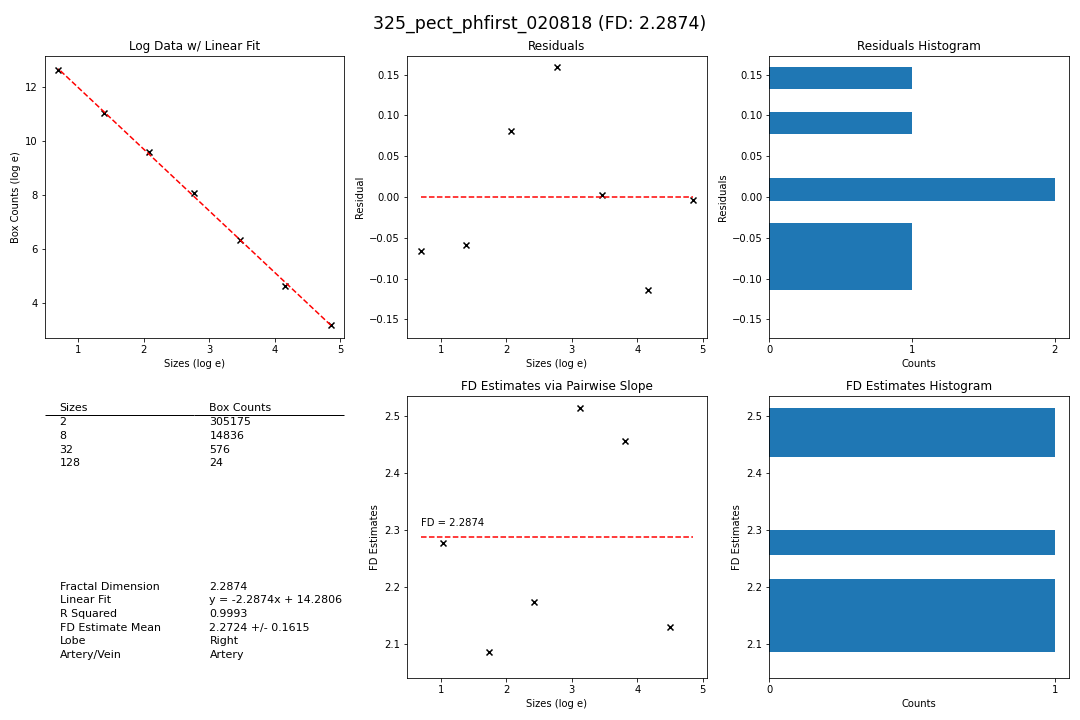 325_pect_phfirst_020818 (FD: 2.2874)
Log Data w/ Linear Fit
12
10
8
6
4
Box Counts (log e)
1 2 3 4 5
Sizes (log e)
Residuals
0.15
0.10
0.05
0.00
−0.05
−0.10
−0.15
Residual
1 2 3 4 5
Sizes (log e)
Residuals Histogram
0.15
0.10
0.05
0.00
−0.05
−0.10
−0.15
Residuals
0 1 2
Counts
Sizes Box Counts
2 305175
8 14836
32 576
128 24
Fractal Dimension 2.2874
Linear Fit y = -2.2874x + 14.2806
R Squared 0.9993
FD Estimate Mean 2.2724 +/- 0.1615
Lobe Right
Artery/Vein Artery
FD Estimates via Pairwise Slope
2.5
2.4
2.3
2.2
2.1
FD Estimates
FD = 2.2874
1 2 3 4 5
Sizes (log e)
FD Estimates Histogram
2.5
2.4
2.3
2.2
2.1
FD Estimates
0 1
Counts